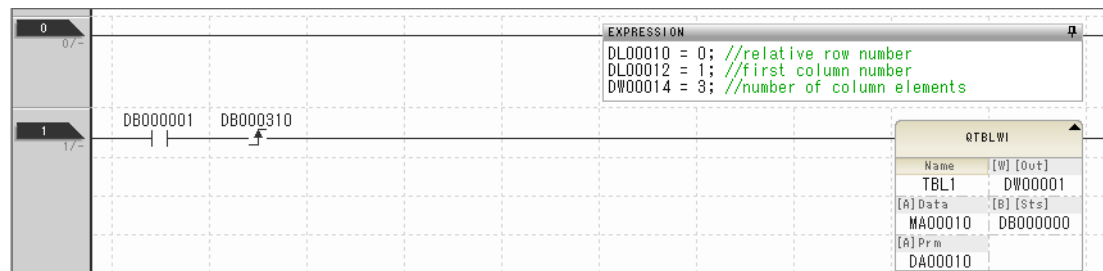 0
0/-
EXPRESSION
DL00010 = 0; //relative row number
DL00012 = 1; //first column number
DW00014 = 3; //number of column elements
1
1/-
DB000001 DB000310
QTBLWI
Name [W][Out]
TBL1 DW00001
[A]Data [B][Sts]
MA00010 DB000000
[A]Prm
DA00010